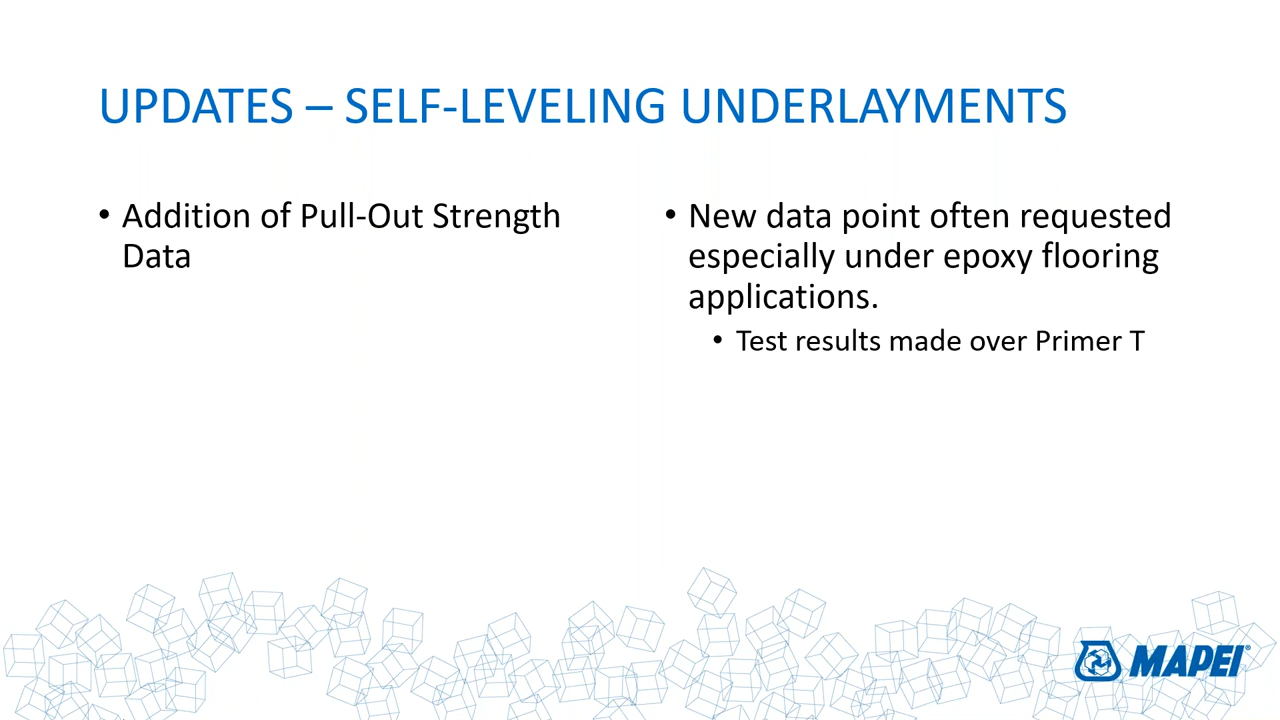 UPDATES – SELF-LEVELING UNDERLAYMENTS
• Addition of Pull-Out Strength
Data
• New data point often requested
especially under epoxy flooring
applications.
• Test results made over Primer T
MAPEI®